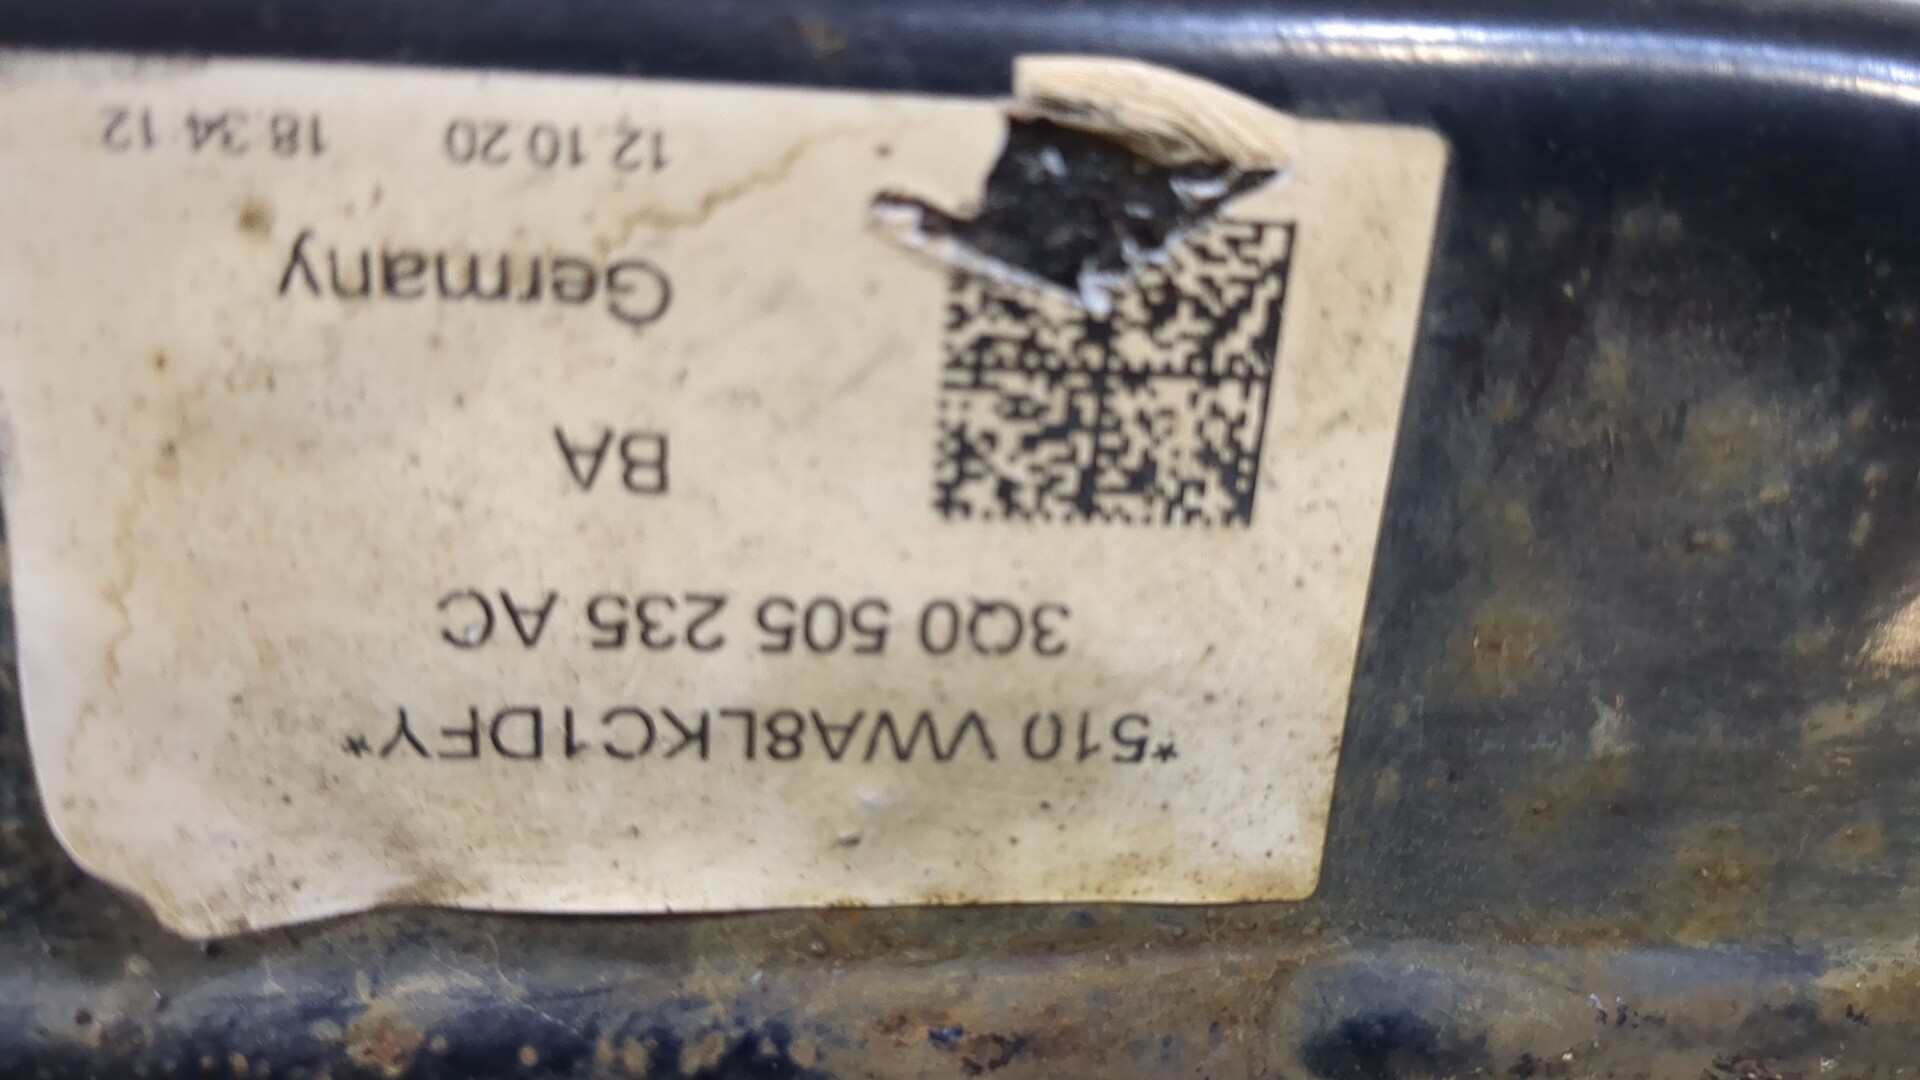 *510 VWA8LKC1DFY*
3Q0 505 235 AC
BA
Germany
12.10.20 18:34:12